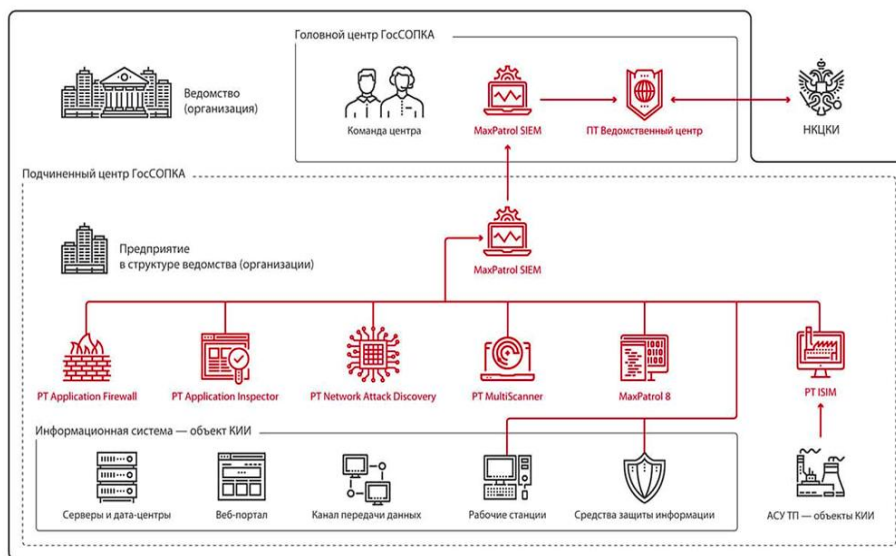 Головной центр ГосСОПКА
Ведомство
(организация)
Команда центра
MaxPatrol SIEM
ПТ Ведомственный центр
НКЦКИ
Подчиненный центр ГосСОПКА
Предприятие
в структуре ведомства (организации)
MaxPatrol SIEM
PT Application Firewall
PT Application Inspector
PT Network Attack Discovery
PT MultiScanner
MaxPatrol 8
PT ISIM
Информационная система — объект КИИ
Серверы и дата-центры
Веб-портал
Канал передачи данных
Рабочие станции
Средства защиты информации
АСУ ТП — объекты КИИ